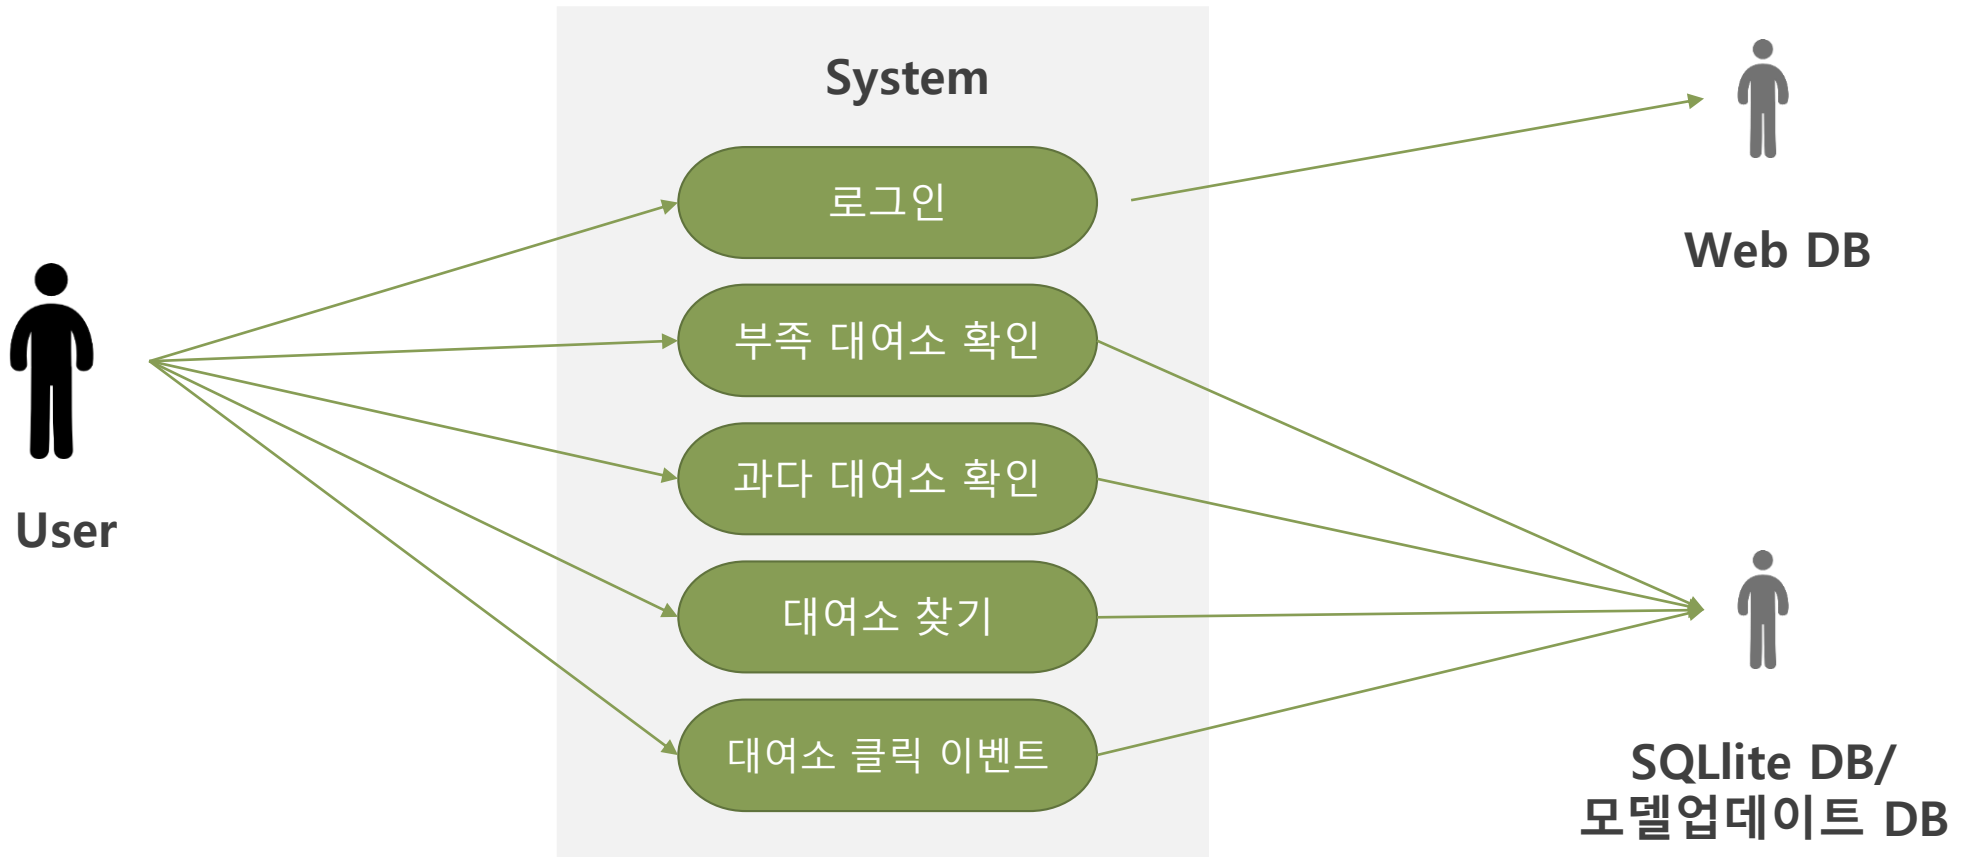 System
로그인
부족 대여소 확인
과다 대여소 확인
대여소 찾기
대여소 클릭 이벤트
User
Web DB
SQLlite DB/
모델업데이트 DB